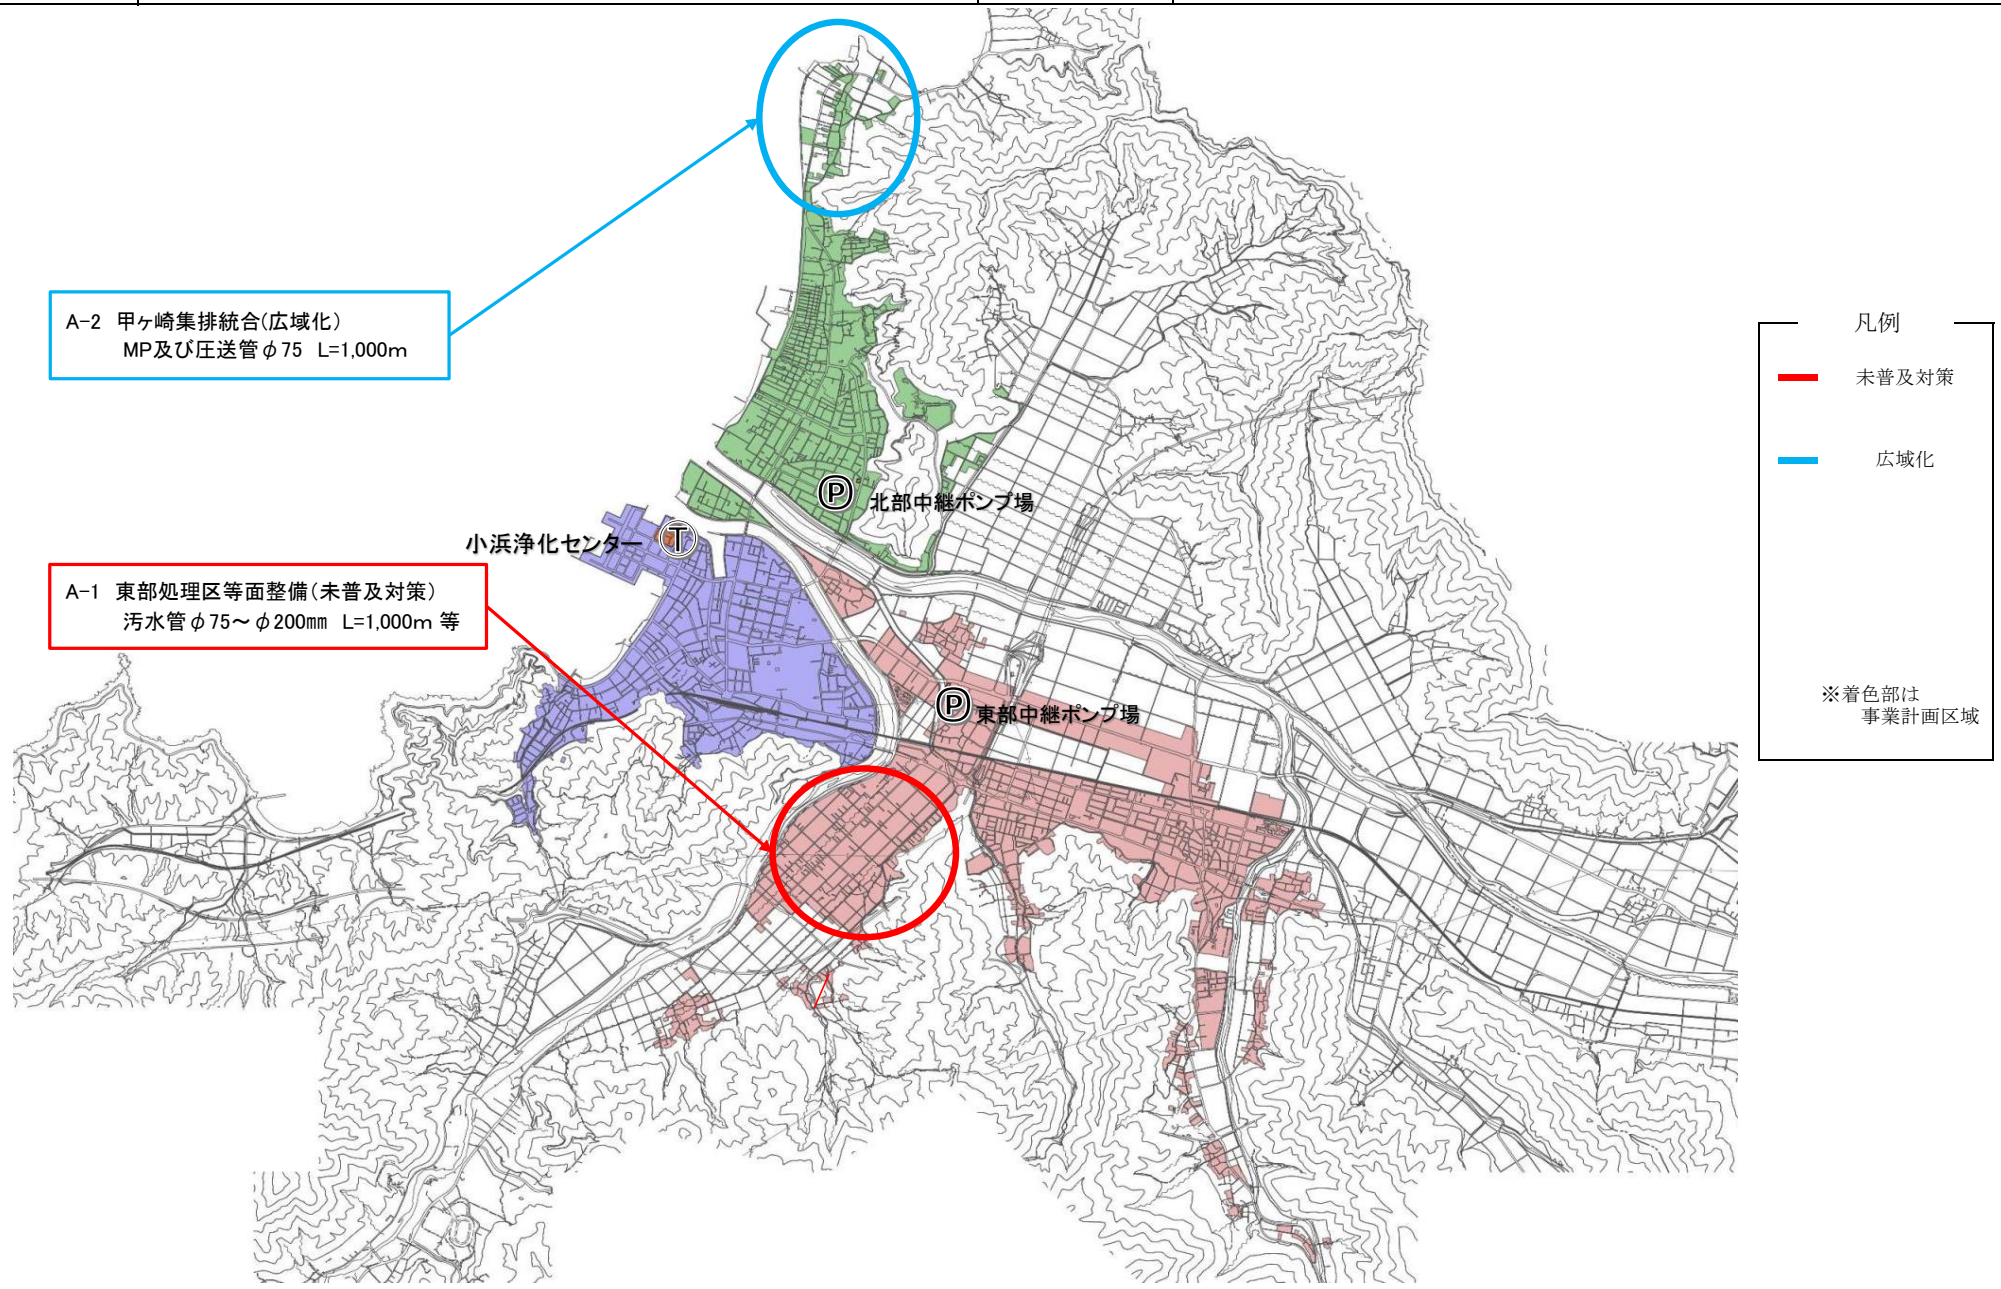 A-2 甲ヶ崎集排統合(広域化)
MP及び圧送管φ75 L=1,000m
凡例
未普及対策
広域化
※着色部は
事業計画区域
Ⓟ 北部中継ポンプ場
小浜浄化センター Ⓣ
A-1 東部処理区等面整備(未普及対策)
汚水管φ75～φ200㎜ L=1,000m 等
Ⓟ 東部中継ポンプ場